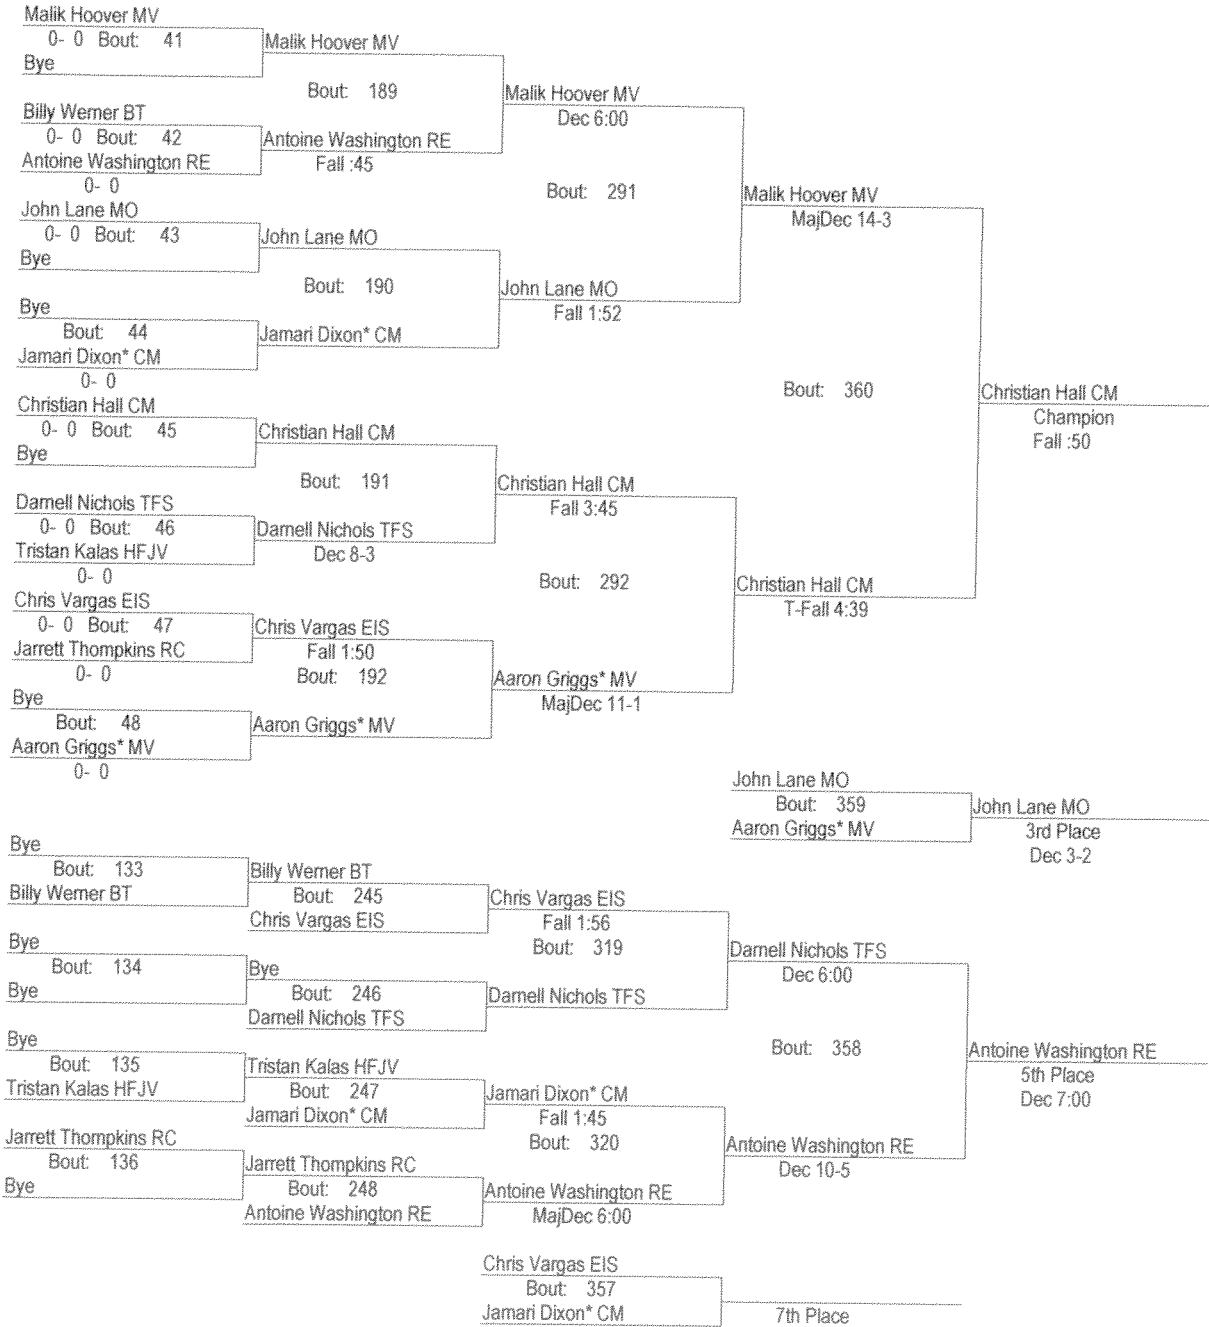 Malik Hoover MV
0- 0 Bout: 41
Bye
Malik Hoover MV
Bout: 189
Billy Werner BT
0- 0 Bout: 42
Antoine Washington RE
0- 0
Antoine Washington RE
Fall :45
Malik Hoover MV
Dec 6:00
Bout: 291
John Lane MO
0- 0 Bout: 43
Bye
John Lane MO
Bout: 190
Bye
Bout: 44
Jamari Dixon* CM
0- 0
Jamari Dixon* CM
John Lane MO
Fall 1:52
Malik Hoover MV
MajDec 14-3
Bout: 360
Christian Hall CM
Champion
Fall :50
Christian Hall CM
0- 0 Bout: 45
Bye
Christian Hall CM
Bout: 191
Darnell Nichols TFS
0- 0 Bout: 46
Tristan Kalas HFJV
0- 0
Darnell Nichols TFS
Dec 8-3
Christian Hall CM
Fall 3:45
Bout: 292
Christian Hall CM
T-Fall 4:39
Chris Vargas EIS
0- 0 Bout: 47
Jarrett Thompkins RC
0- 0
Chris Vargas EIS
Fall 1:50
Bout: 192
Bye
Bout: 48
Aaron Griggs* MV
0- 0
Aaron Griggs* MV
Aaron Griggs* MV
MajDec 11-1
John Lane MO
Bout: 359
Aaron Griggs* MV
John Lane MO
3rd Place
Dec 3-2
Bye
Bout: 133
Billy Werner BT
Billy Werner BT
Bout: 245
Chris Vargas EIS
Chris Vargas EIS
Fall 1:56
Bout: 319
Bye
Bout: 134
Bye
Bye
Bout: 246
Darnell Nichols TFS
Darnell Nichols TFS
Darnell Nichols TFS
Dec 6:00
Bout: 358
Antoine Washington RE
5th Place
Dec 7:00
Bye
Bout: 135
Tristan Kalas HFJV
Tristan Kalas HFJV
Bout: 247
Jamari Dixon* CM
Jamari Dixon* CM
Fall 1:45
Bout: 320
Antoine Washington RE
Dec 10-5
Jarrett Thompkins RC
Bout: 136
Bye
Jarrett Thompkins RC
Bout: 248
Antoine Washington RE
Antoine Washington RE
MajDec 6:00
Chris Vargas EIS
Bout: 357
Jamari Dixon* CM
7th Place